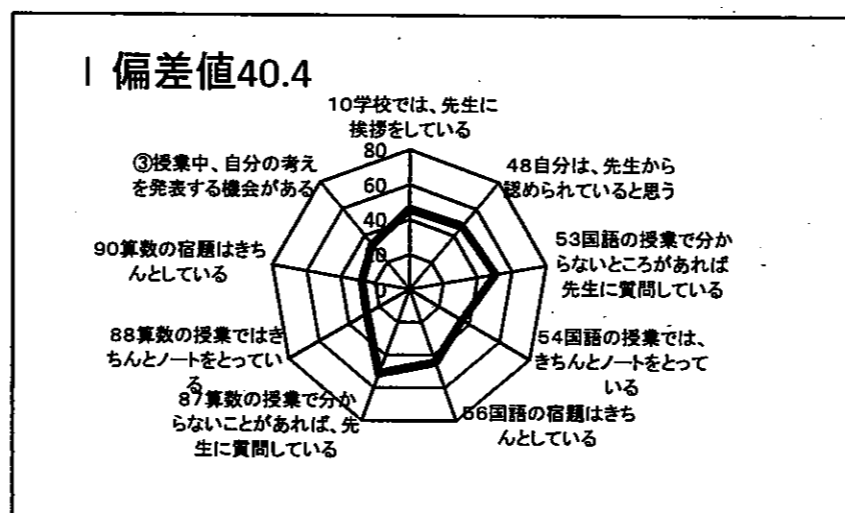 I 偏差値40.4
10学校では、先生に
挨拶をしている
48自分は、先生から
認められていると思う
53国語の授業で分か
らないところがあれば
先生に質問している
54国語の授業では、
きちんとノートをとって
いる
56国語の宿題はきち
んとしている
87算数の授業で分か
らないことがあれば、先
生に質問している
88算数の授業ではき
ちんとノートをとってい
る
90算数の宿題はきち
んとしている
③授業中、自分の考え
を発表する機会がある
80
60
40
20
0